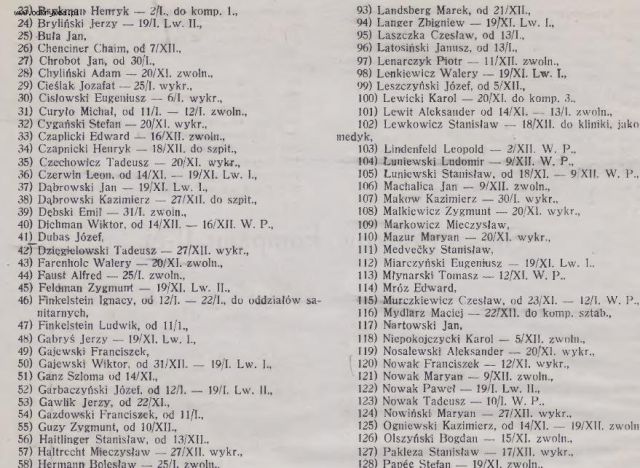 23) Brykman Henryk — 2/I., do komp. 1.,
24) Bryliński Jerzy — 19/I. Lw. II.,
25) Buła Jan,
26) Chenciner Chaim, od 7/XII.,
27) Chrobot Jan, od 30/I.,
28) Chyliński Adam — 20/XI. zwoln.,
29) Cieślak Jozafat — 25/I. wykr.,
30) Cisłowski Eugeniusz — 6/I. wykr.,
31) Curyło Michał, od 11/I. — 12/I. zwoln.,
32) Cygański Stefan — 20/XI. wykr.,
33) Czaplicki Edward — 16/XII. zwoln.,
34) Czapnicki Henryk — 18/XII. do szpit.,
35) Czechowicz Tadeusz — 20/XI. wykr.,
36) Czerwin Leon, od 14/XI. — 19/XI. Lw. I.,
37) Dąbrowski Jan — 19/XI. Lw. I.,
38) Dąbrowski Kazimierz — 27/XII. do szpit.,
39) Dębski Emil — 31/I. zwoln.,
40) Dichman Wiktor, od 14/XII. — 16/XII. W. P.,
41) Dubas Józef,
42) Dzięgielowski Tadeusz — 27/XII. wykr.,
43) Farenholc Walery — 20/XI. zwoln.,
44) Faust Alfred — 25/I. zwoln.,
45) Feldman Zygmunt — 19/XI. Lw. II.,
46) Finkelstein Ignacy, od 12/I. — 22/I., do oddziałów sa-
nitarnych,
47) Finkelstein Ludwik, od 11/I.,
48) Gabryś Jerzy — 19/XI. Lw. I.,
49) Gajewski Franciszek,
50) Gajewski Wiktor, od 31/XII. — 19/I. Lw. I.,
51) Ganz Szloma od 14/XI.,
52) Garbaczyński Józef, od 12/I. — 19/I. Lw. II.,
53) Gawlik Jerzy, od 22/XI.,
54) Gazdowski Franciszek, od 11/I.,
55) Guzy Zygmunt, od 10/XII.,
56) Haitlinger Stanisław, od 13/XII.,
57) Haltrecht Mieczysław — 27/XII. wykr.,
58) Hermann Bolesław — 25/I. zwoln.,
93) Landsberg Marek, od 21/XII.,
94) Langer Zbigniew — 19/XI. Lw. I.,
95) Laszczka Czesław, od 13/I.,
96) Latosiński Janusz, od 13/I.,
97) Lenarczyk Piotr — 11/XII. zwoln.,
98) Lenkiewicz Walery — 19/XI. Lw. I.,
99) Leszczyński Józef, od 5/XII.,
100) Lewicki Karol — 20/XI. do komp. 3.,
101) Lewit Aleksander od 14/XI. — 13/I. zwoln.,
102) Lewkowicz Stanisław — 18/XII. do kliniki, jako
medyk,
103) Lindenfeld Leopold — 2/XII. W. P.,
104) Łuniewski Ludomir — 9/XII. W. P.,
105) Łuniewski Stanisław, od 18/XI. — 9/XII. W. P.,
106) Machalica Jan — 9/XII. zwoln.,
107) Makow Kazimierz — 30/I. wykr.,
108) Malkiewicz Zygmunt — 20/XI. wykr.,
109) Markowicz Mieczysław,
110) Mazur Maryan — 20/XI. wykr.,
111) Medvečky Stanisław,
112) Miarczyński Eugeniusz — 19/XI. Lw. I.,
113) Młynarski Tomasz — 12/XI. W. P.,
114) Mróz Edward,
115) Murczkiewicz Czesław, od 23/XI. — 12/I. W. P.,
116) Mydlarz Maciej — 22/XII. do komp. sztab.,
117) Nartowski Jan,
118) Niepokojczycki Karol — 5/XII. zwoln.,
119) Nosalewski Aleksander — 20/XI. wykr.,
120) Nowak Franciszek — 12/XI. wykr.,
121) Nowak Maryan — 9/XII. zwoln.,
122) Nowak Paweł — 19/I. Lw. II.,
123) Nowak Tadeusz — 10/I. W. P.,
124) Nowiński Maryan — 27/XII. wykr.,
125) Ogniewski Kazimierz, od 14/XI. — 19/XII. zwoln
126) Olszyński Bogdan — 15/XI. zwoln.,
127) Pakleza Stanisław — 17/XII. wykr.,
128) Papée Stefan — 19/XI. zwoln.,